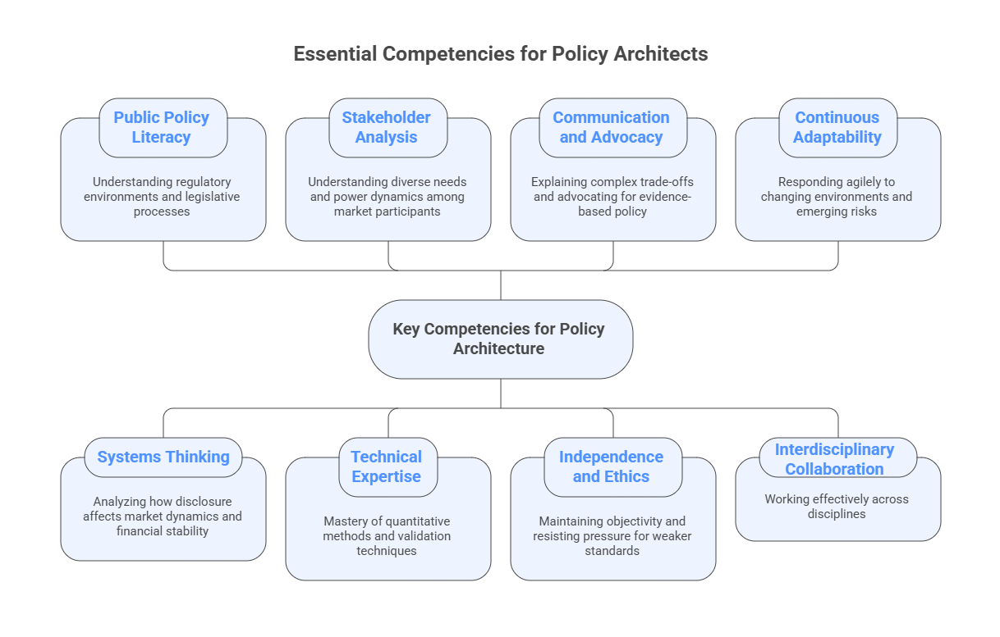 Essential Competencies for Policy Architects
Public Policy
Literacy
Understanding regulatory
environments and legislative
processes
Stakeholder
Analysis
Understanding diverse needs
and power dynamics among
market participants
Communication
and Advocacy
Explaining complex trade-offs
and advocating for evidence-
based policy
Continuous
Adaptability
Responding agilely to
changing environments and
emerging risks
Key Competencies for Policy
Architecture
Systems Thinking
Analyzing how disclosure
affects market dynamics and
financial stability
Technical
Expertise
Mastery of quantitative
methods and validation
techniques
Independence
and Ethics
Maintaining objectivity and
resisting pressure for weaker
standards
Interdisciplinary
Collaboration
Working effectively across
disciplines